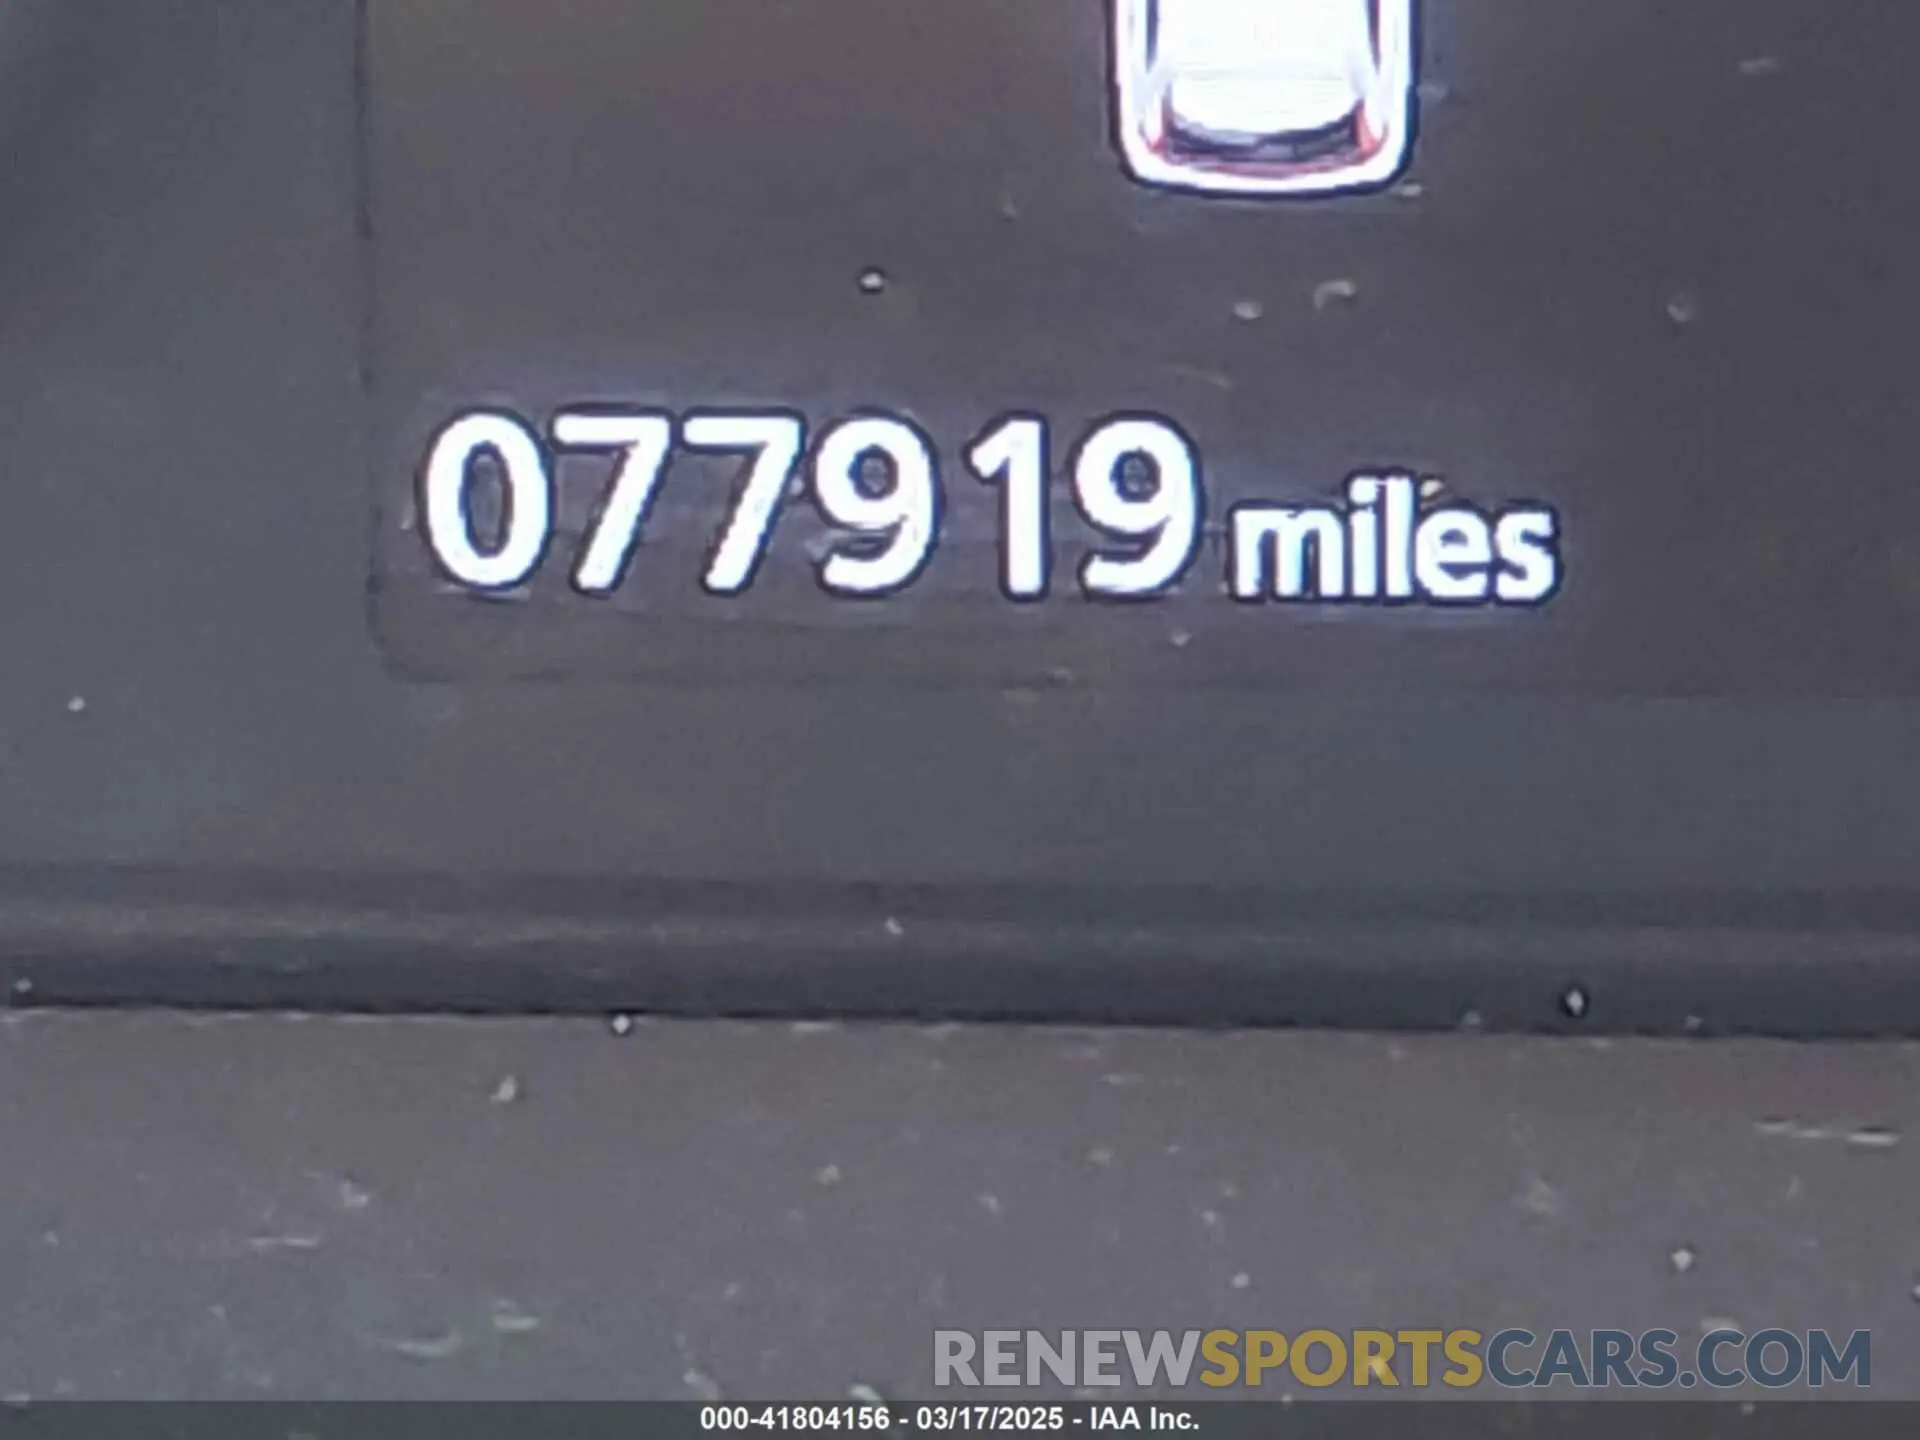 077919 miles
RENEWSPORTSCARS.COM
000-41804156 - 03/17/2025 - IAA Inc.